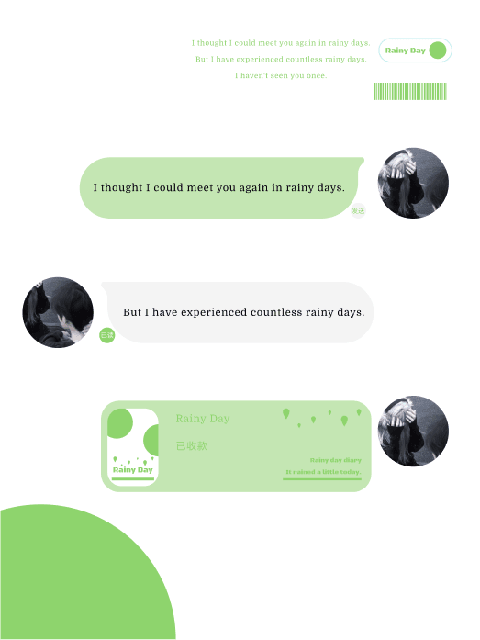 I thought I could meet you again in rainy days.
But I have experienced countless rainy days.
I haven't seen you once.
Rainy Day
I thought I could meet you again in rainy days.
发送
But I have experienced countless rainy days.
已读
Rainy Day
已收款
Rainy Day
Rainy day diary
It rained a little today.